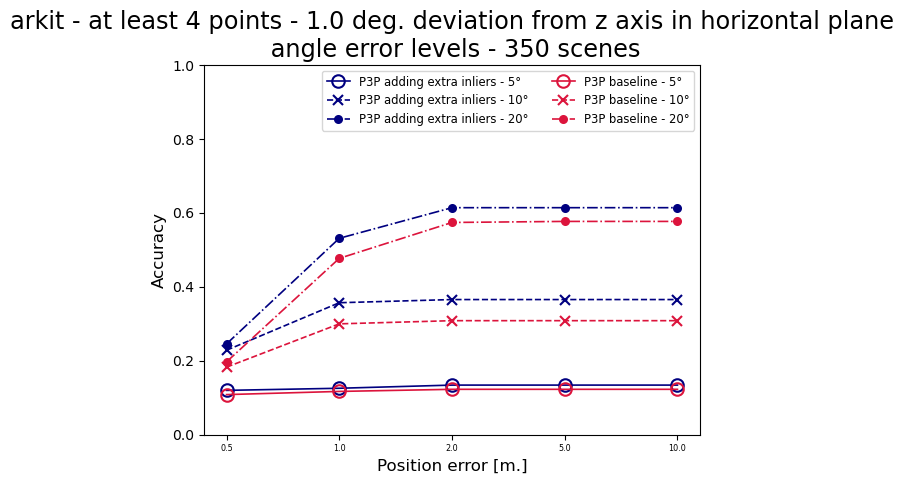 arkit - at least 4 points - 1.0 deg. deviation from z axis in horizontal plane
angle error levels - 350 scenes
P3P adding extra inliers - 5°
P3P adding extra inliers - 10°
P3P adding extra inliers - 20°
P3P baseline - 5°
P3P baseline - 10°
P3P baseline - 20°
Accuracy
1.0
0.8
0.6
0.4
0.2
0.0
0.5
1.0
2.0
5.0
10.0
Position error [m.]